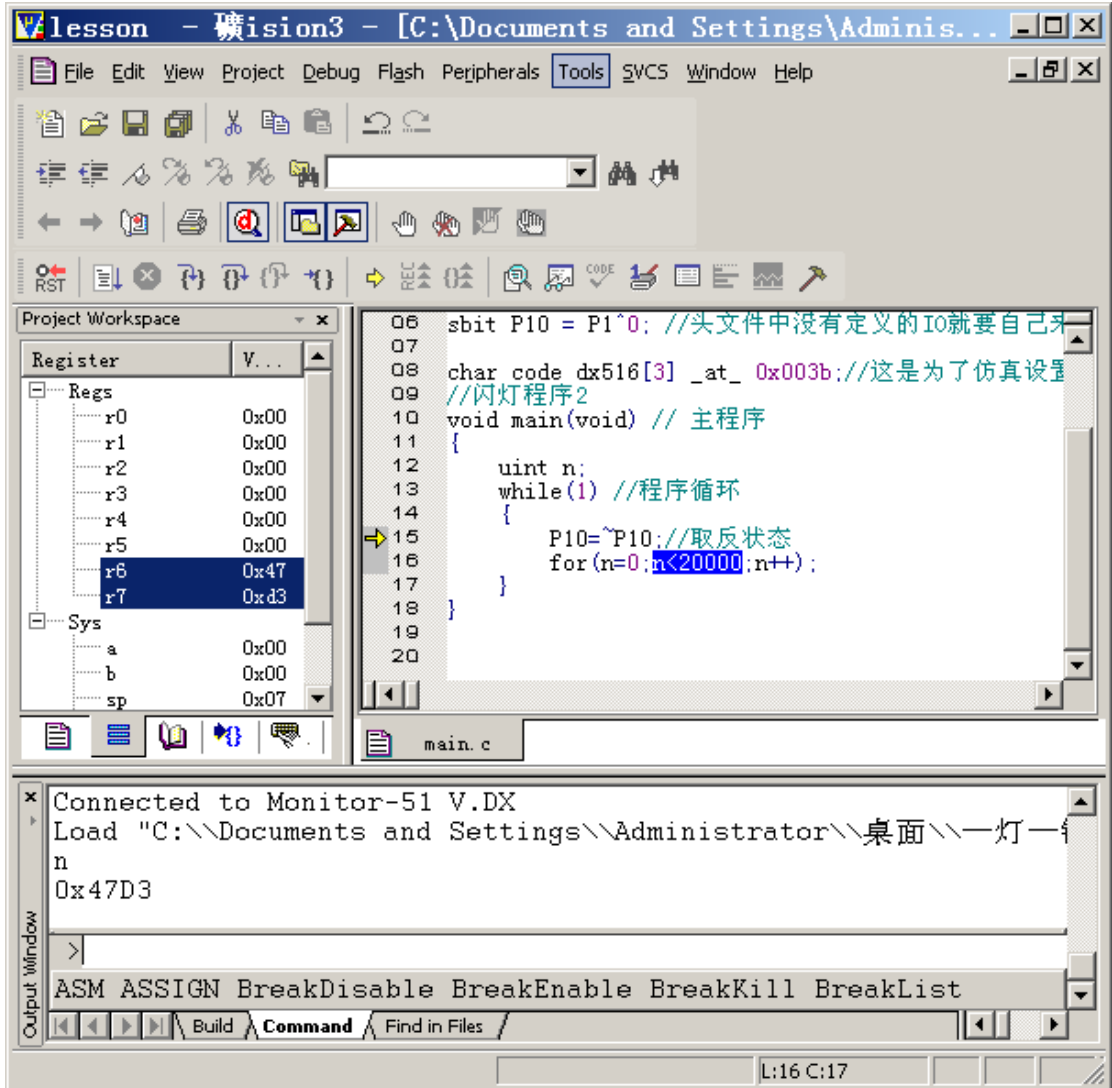 lesson - 礦ision3 - [C:\Documents and Settings\Adminis...
File Edit View Project Debug Flash Peripherals Tools SVCS Window Help
RST
REC
CODE
Project Workspace
Register V...
Regs
r0 0x00
r1 0x00
r2 0x00
r3 0x00
r4 0x00
r5 0x00
r6 0x47
r7 0xd3
Sys
a 0x00
b 0x00
sp 0x07
06 sbit P10 = P1^0; //头文件中没有定义的IO就要自己来
07
08 char code dx516[3] _at_ 0x003b;//这是为了仿真设置
09 //闪灯程序2
10 void main(void) // 主程序
11 {
12 uint n;
13 while(1) //程序循环
14 {
15 P10=~P10;//取反状态
16 for(n=0;n<20000;n++);
17 }
18 }
19
20
main.c
Connected to Monitor-51 V.DX
Load "C:\\Documents and Settings\\Administrator\\桌面\\一灯一
n
0x47D3
>
ASM ASSIGN BreakDisable BreakEnable BreakKill BreakList
Output Window
Build Command Find in Files
L:16 C:17